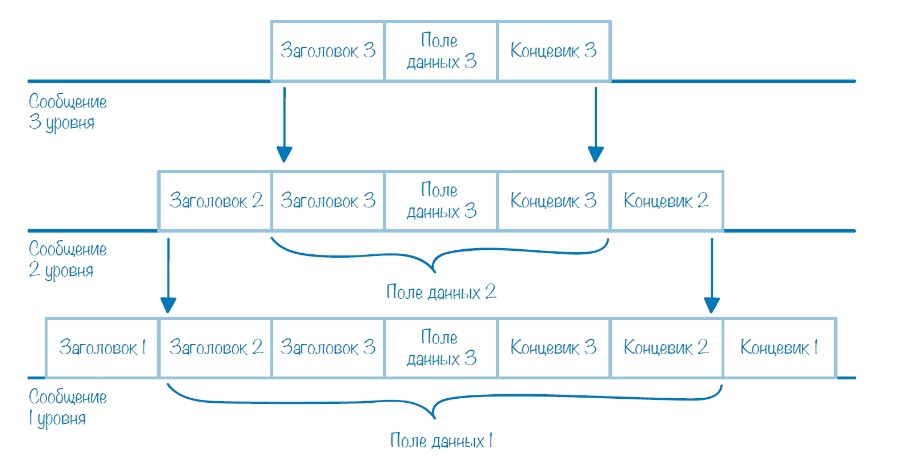 Заголовок 3
Поле
данных 3
Концевик 3
Сообщение
3 уровня
Заголовок 2
Заголовок 3
Поле
данных 3
Концевик 3
Концевик 2
Сообщение
2 уровня
Поле данных 2
Заголовок 1
Заголовок 2
Заголовок 3
Поле
данных 3
Концевик 3
Концевик 2
Концевик 1
Сообщение
1 уровня
Поле данных 1